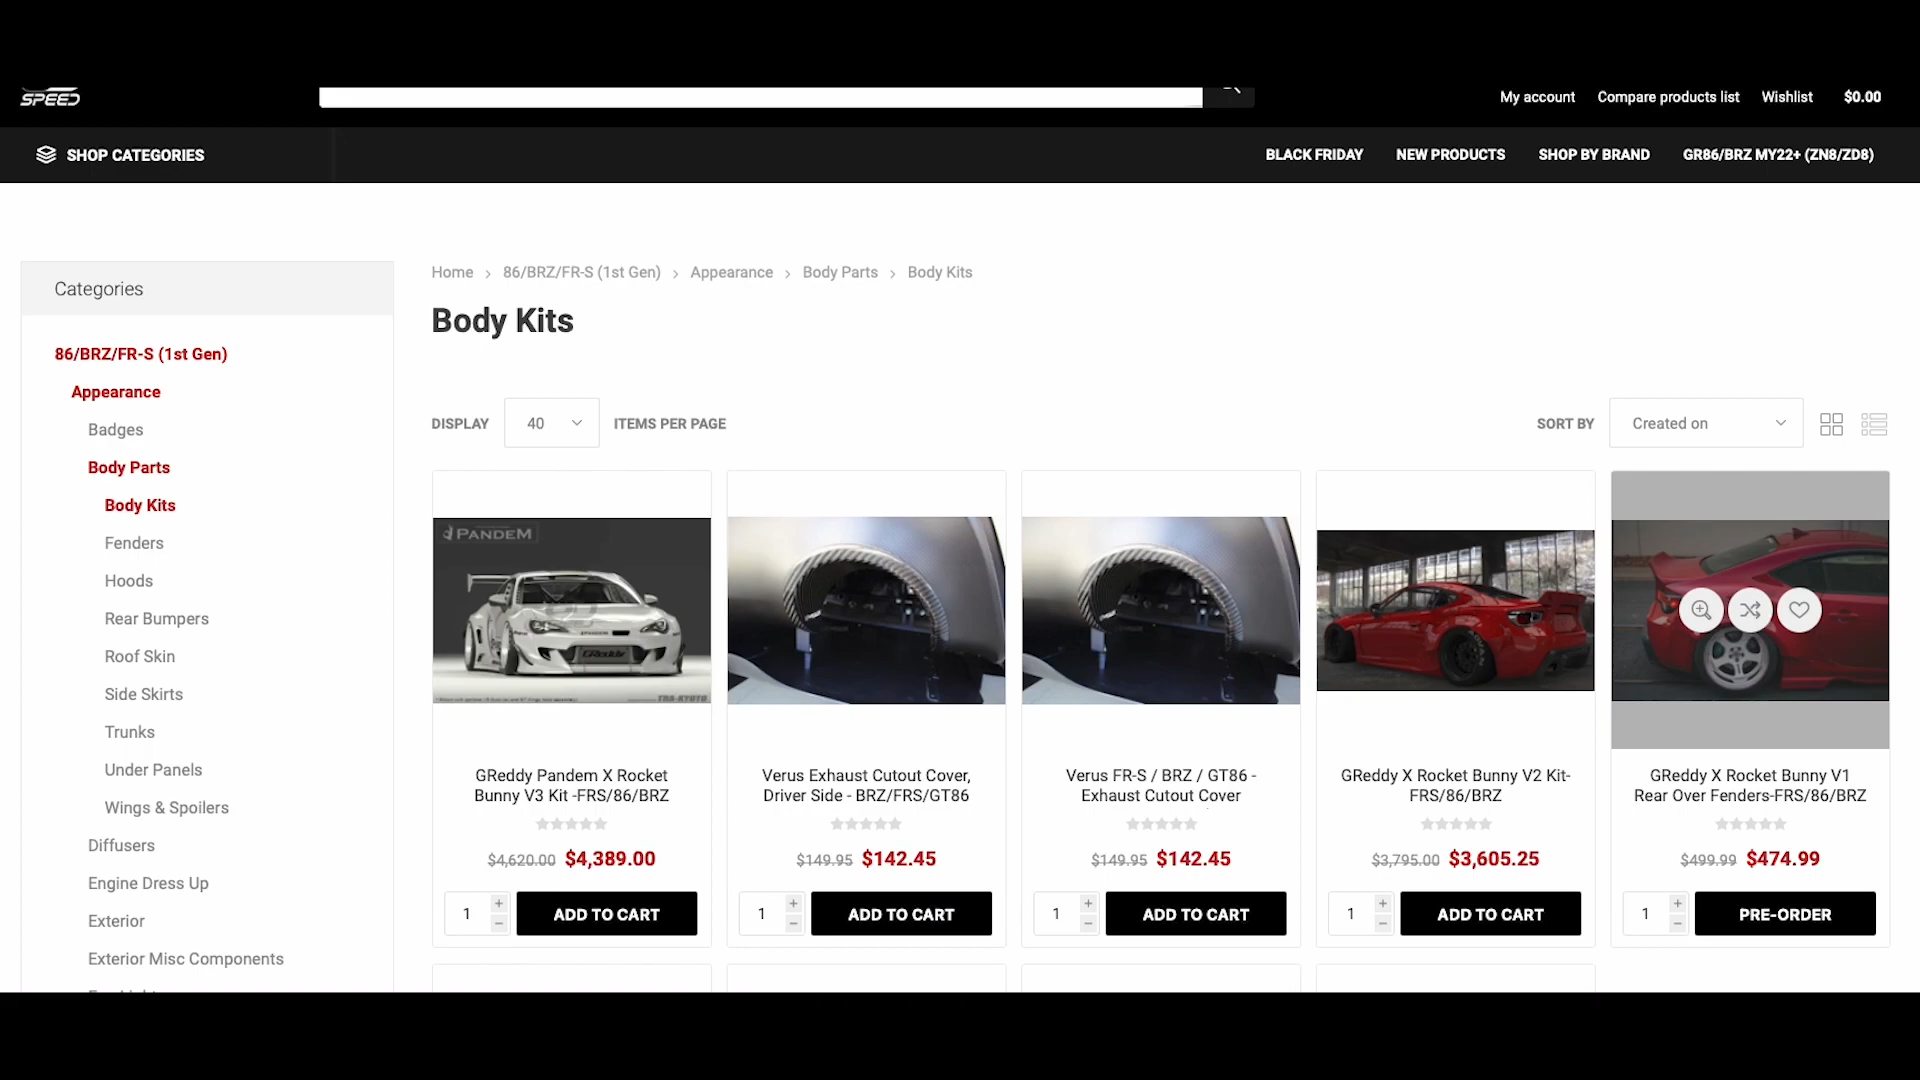 SPEED
My account
Compare products list
Wishlist
$0.00
SHOP CATEGORIES
BLACK FRIDAY
NEW PRODUCTS
SHOP BY BRAND
GR86/BRZ MY22+ (ZN8/ZD8)
Categories
86/BRZ/FR-S (1st Gen)
Appearance
Badges
Body Parts
Body Kits
Fenders
Hoods
Rear Bumpers
Roof Skin
Side Skirts
Trunks
Under Panels
Wings & Spoilers
Diffusers
Engine Dress Up
Exterior
Exterior Misc Components
Home > 86/BRZ/FR-S (1st Gen) > Appearance > Body Parts > Body Kits
Body Kits
DISPLAY 40 ITEMS PER PAGE
SORT BY Created on
PANDEM
GReddy
TRA-KYOTO
GReddy Pandem X Rocket
Bunny V3 Kit -FRS/86/BRZ
$4,620.00 $4,389.00
1 + − ADD TO CART
Verus Exhaust Cutout Cover,
Driver Side - BRZ/FRS/GT86
$149.95 $142.45
1 + − ADD TO CART
Verus FR-S / BRZ / GT86 -
Exhaust Cutout Cover
$149.95 $142.45
1 + − ADD TO CART
GReddy X Rocket Bunny V2 Kit-
FRS/86/BRZ
$3,795.00 $3,605.25
1 + − ADD TO CART
GReddy X Rocket Bunny V1
Rear Over Fenders-FRS/86/BRZ
$499.99 $474.99
1 + − PRE-ORDER